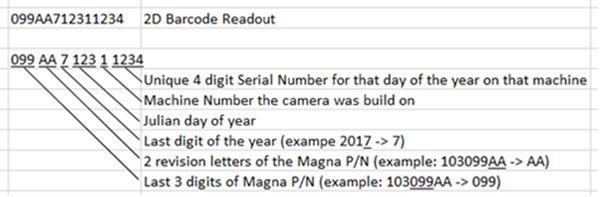 099AA712311234 2D Barcode Readout
099 AA 7 123 1 1234
Unique 4 digit Serial Number for that day of the year on that machine
Machine Number the camera was build on
Julian day of year
Last digit of the year (exampe 2017 -> 7)
2 revision letters of the Magna P/N (example: 103099AA -> AA)
Last 3 digits of Magna P/N (example: 103099AA -> 099)